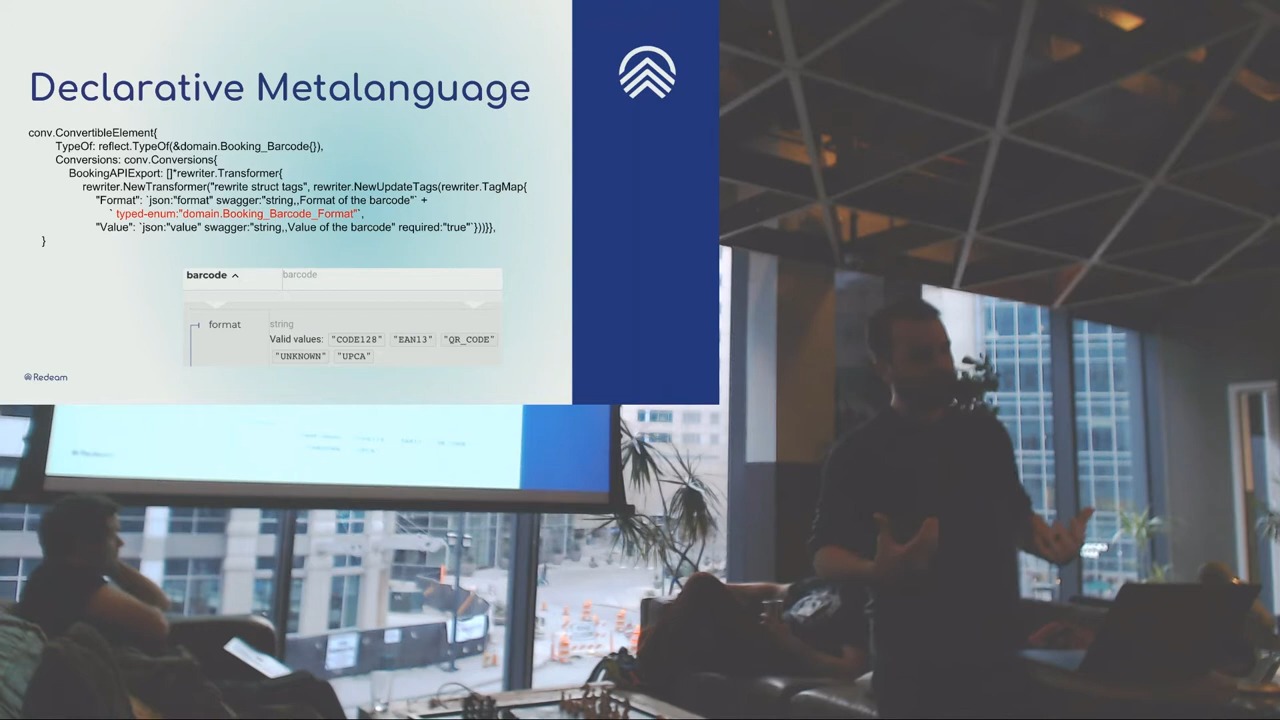 Declarative Metalanguage
conv.ConvertibleElement{
TypeOf: reflect.TypeOf(&domain.Booking_Barcode{}),
Conversions: conv.Conversions{
BookingAPIExport: []*rewriter.Transformer{
rewriter.NewTransformer("rewrite struct tags", rewriter.NewUpdateTags(rewriter.TagMap{
"Format": `json:"format" swagger:"string,,Format of the barcode"` +
` typed-enum:"domain.Booking_Barcode_Format"`,
"Value": `json:"value" swagger:"string,,Value of the barcode" required:"true"`}))}},
}
barcode barcode
format string
Valid values: "CODE128" "EAN13" "QR_CODE"
"UNKNOWN" "UPCA"
Redeam
Redeam